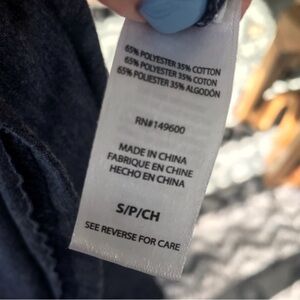 65% POLYESTER 35% COTTON
65% POLYESTER 35% COTON
65% POLIESTER 35% ALGODÓN
RN#149600
MADE IN CHINA
FABRIQUE EN CHINE
HECHO EN CHINA
S/P/CH
SEE REVERSE FOR CARE